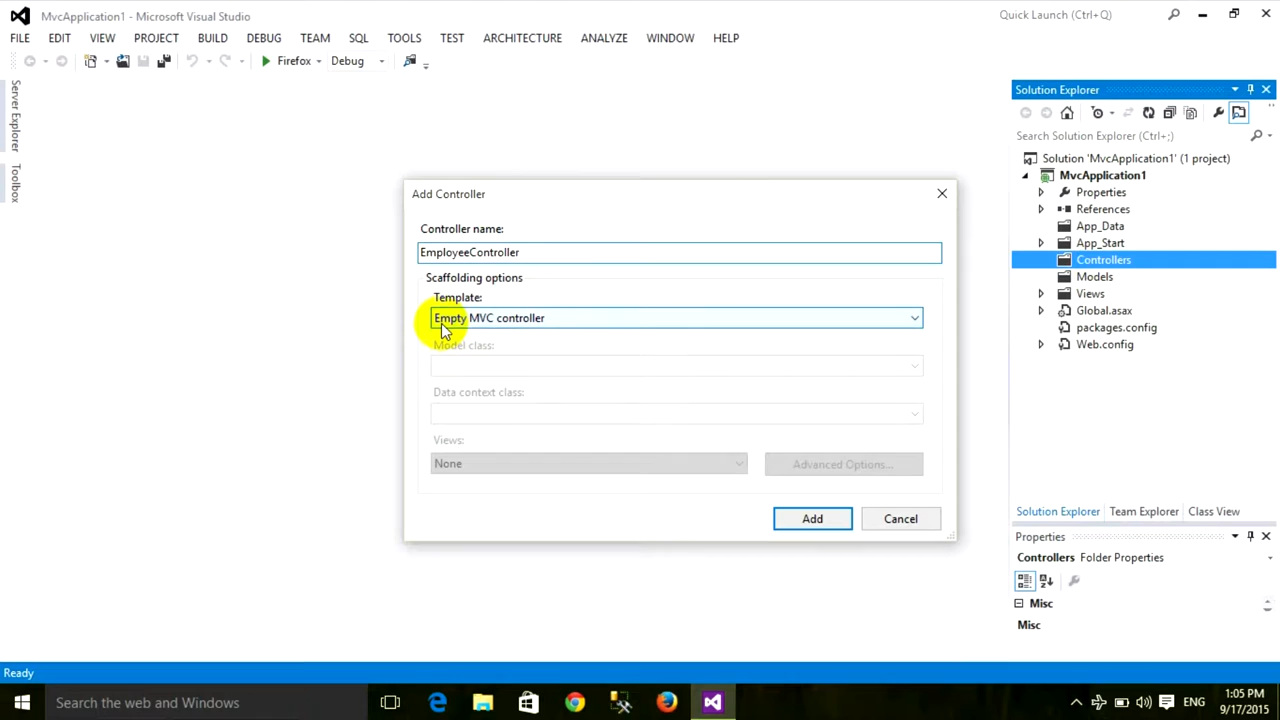 MvcApplication1 - Microsoft Visual Studio
Quick Launch (Ctrl+Q)
FILE EDIT VIEW PROJECT BUILD DEBUG TEAM SQL TOOLS TEST ARCHITECTURE ANALYZE WINDOW HELP
Firefox Debug
Server Explorer
Toolbox
Solution Explorer
Search Solution Explorer (Ctrl+;)
Solution 'MvcApplication1' (1 project)
MvcApplication1
Properties
References
App_Data
App_Start
Controllers
Models
Views
Global.asax
packages.config
Web.config
Add Controller
Controller name:
EmployeeController
Scaffolding options
Template:
Empty MVC controller
Model class:
Data context class:
Views:
None
Advanced Options...
Add Cancel
Solution Explorer Team Explorer Class View
Properties
Controllers Folder Properties
Misc
Misc
Ready
Search the web and Windows
ENG
1:05 PM
9/17/2015